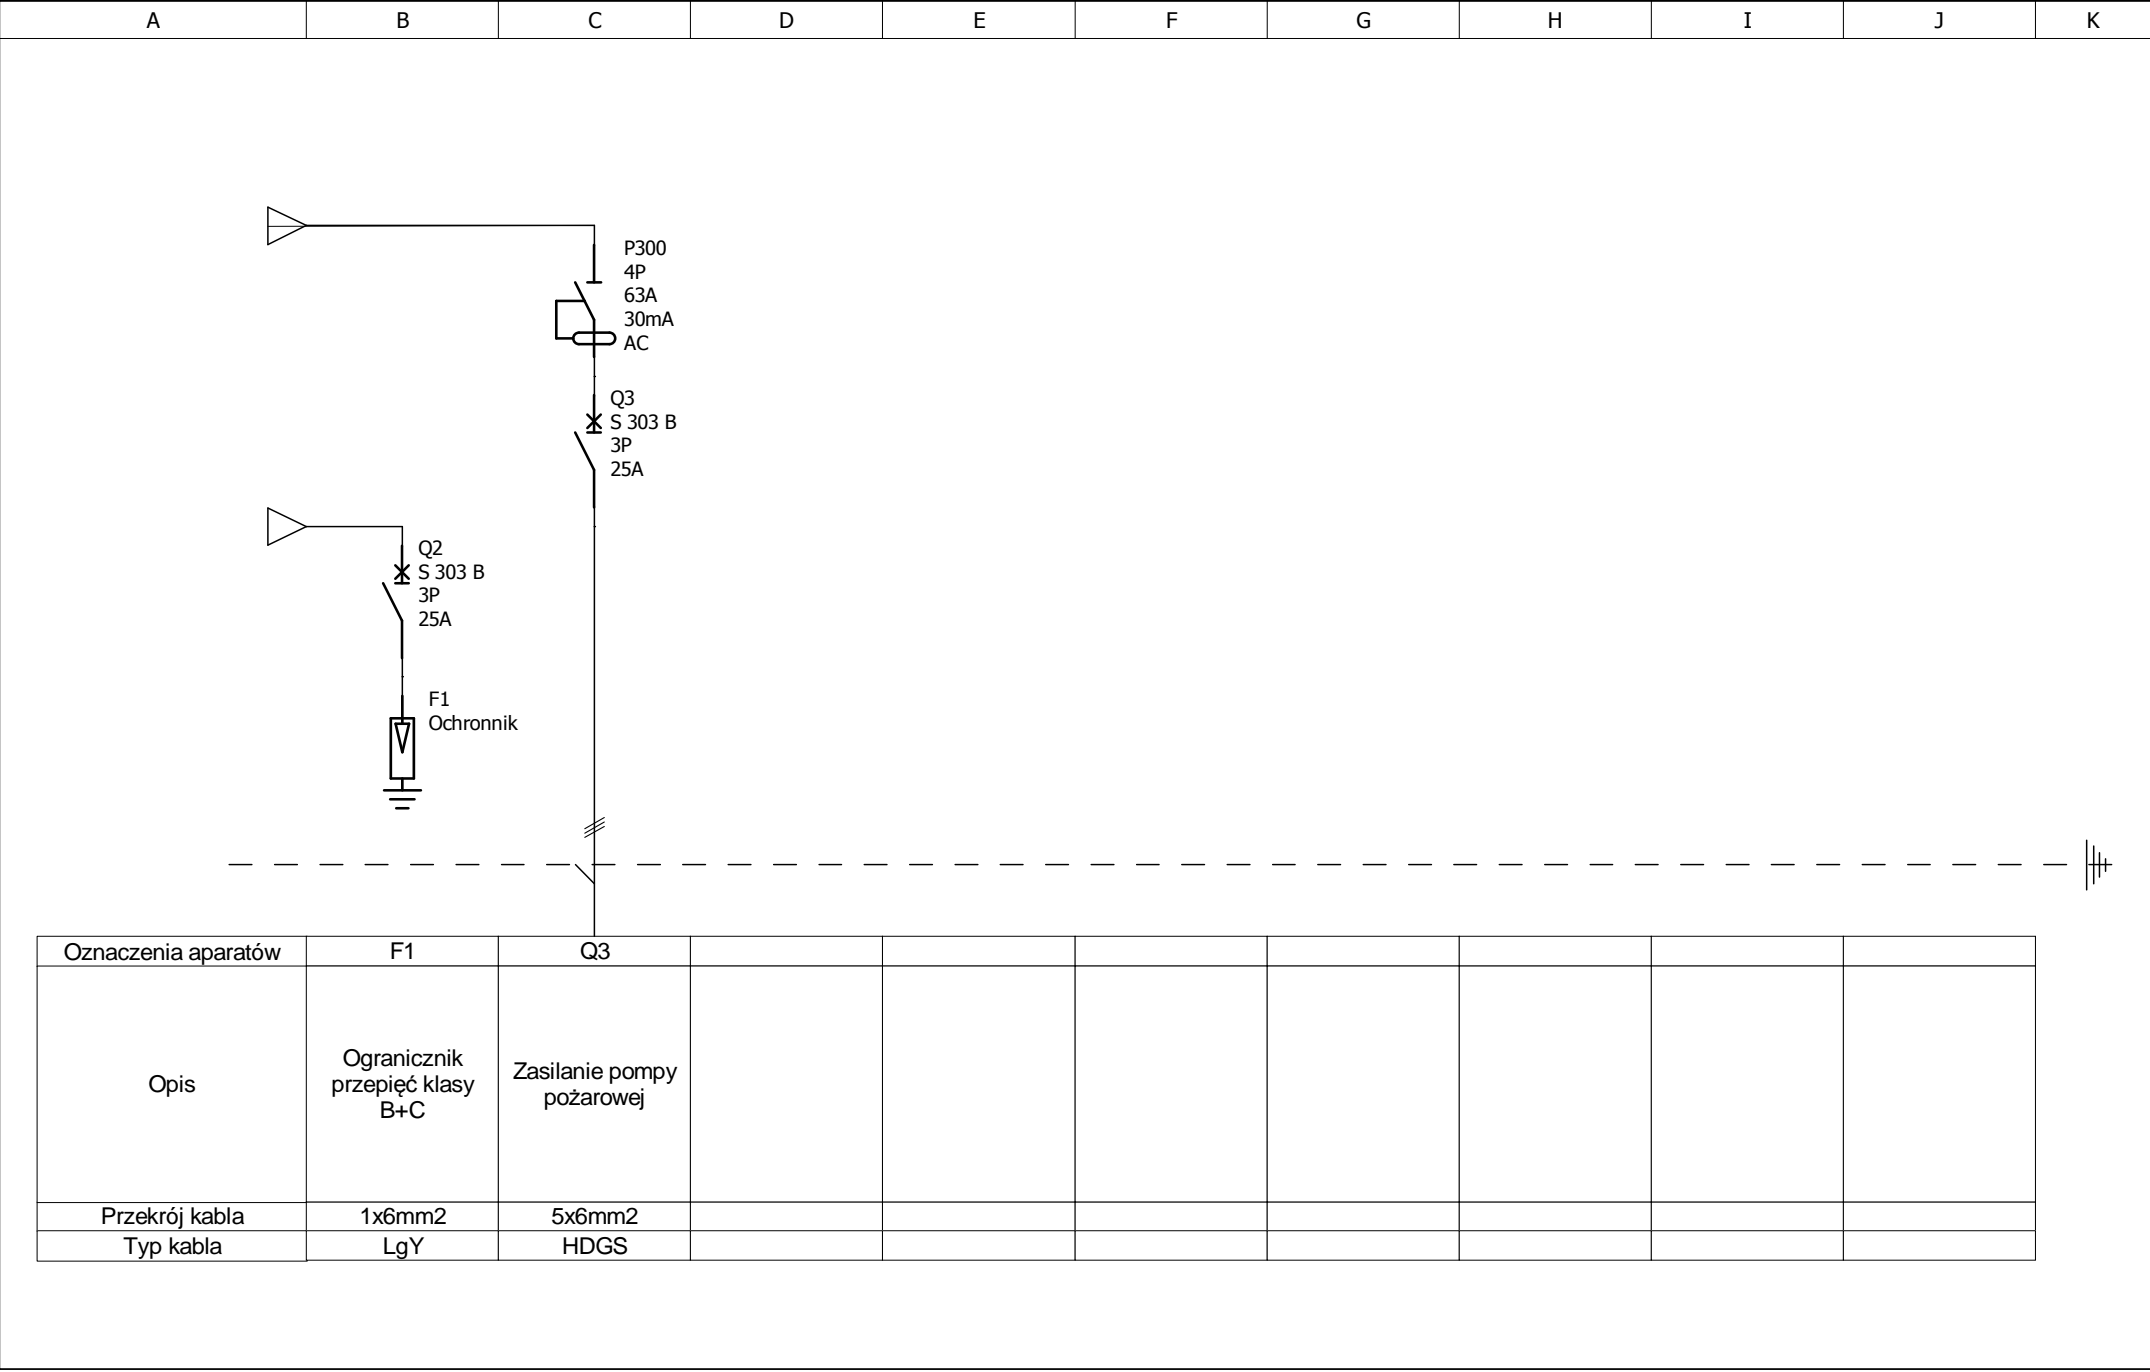 A B C D E F G H I J K
P300
4P
63A
30mA
AC
Q3
S 303 B
3P
25A
Q2
S 303 B
3P
25A
F1
Ochronnik
Oznaczenia aparatów F1 Q3
Opis
Ogranicznik
przepięć klasy
B+C
Zasilanie pompy
pożarowej
Przekrój kabla 1x6mm2 5x6mm2
Typ kabla LgY HDGS